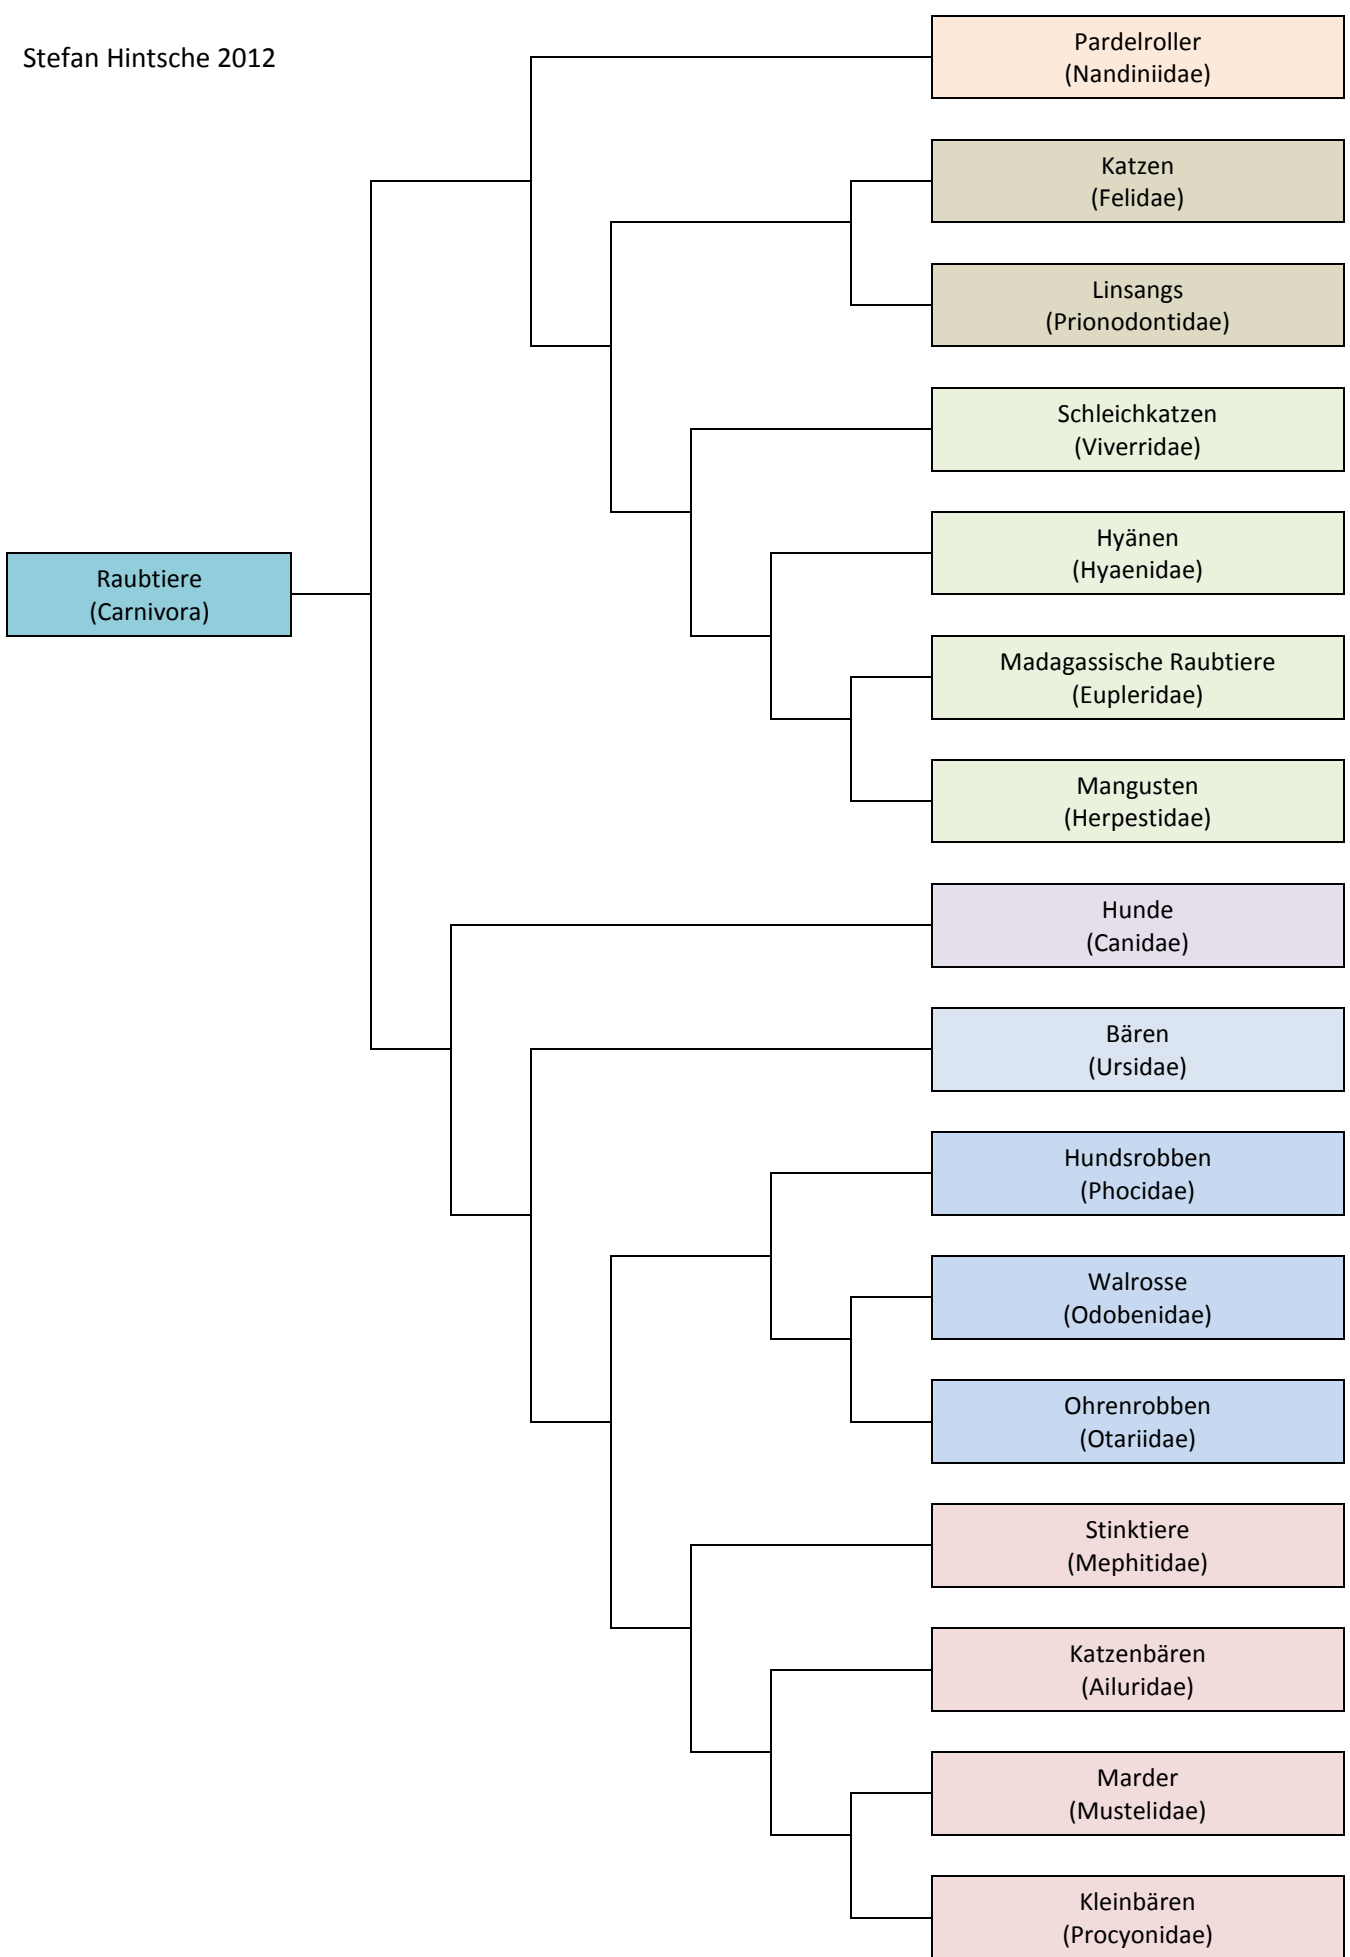 Stefan Hintsche 2012
Pardelroller
(Nandiniidae)
Katzen
(Felidae)
Linsangs
(Prionodontidae)
Schleichkatzen
(Viverridae)
Hyänen
(Hyaenidae)
Raubtiere
(Carnivora)
Madagassische Raubtiere
(Eupleridae)
Mangusten
(Herpestidae)
Hunde
(Canidae)
Bären
(Ursidae)
Hundsrobben
(Phocidae)
Walrosse
(Odobenidae)
Ohrenrobben
(Otariidae)
Stinktiere
(Mephitidae)
Katzenbären
(Ailuridae)
Marder
(Mustelidae)
Kleinbären
(Procyonidae)